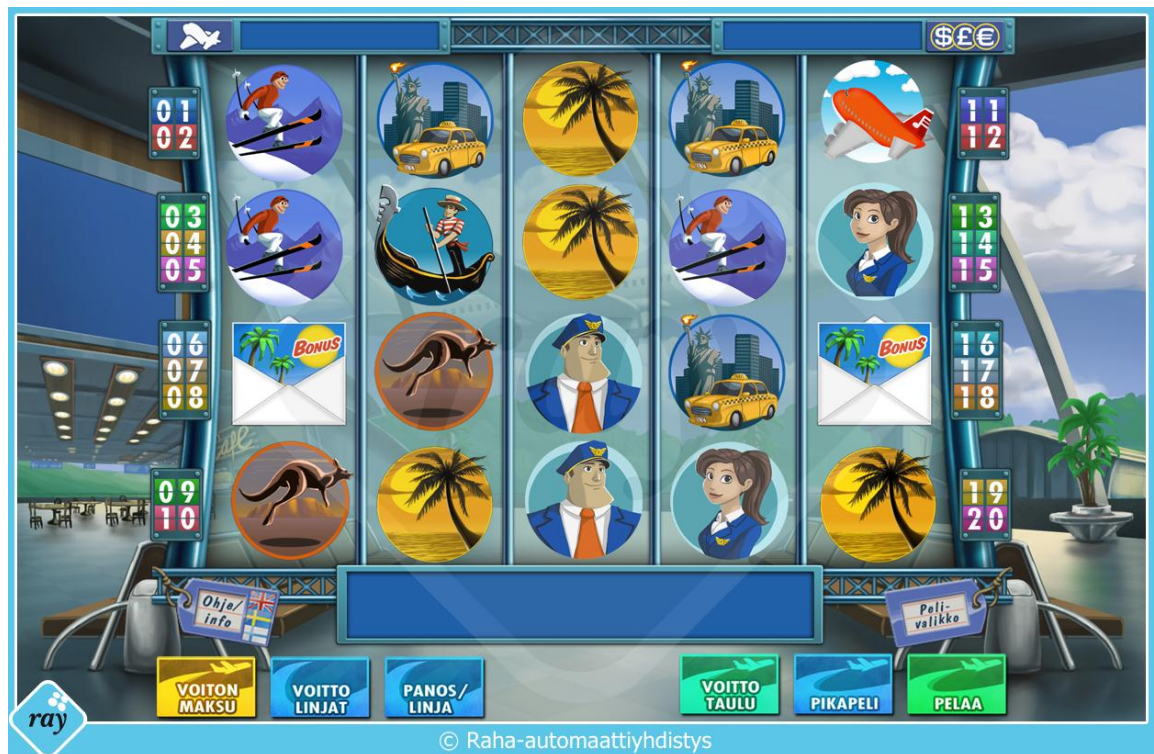 $£€
01
02
11
12
03
04
05
13
14
15
BONUS
BONUS
06
07
08
16
17
18
Café
09
10
19
20
Ohje/
info
Peli-
valikko
VOITON
MAKSU
VOITTO
LINJAT
PANOS/
LINJA
VOITTO
TAULU
PIKAPELI
PELAA
ray
© Raha-automaattiyhdistys